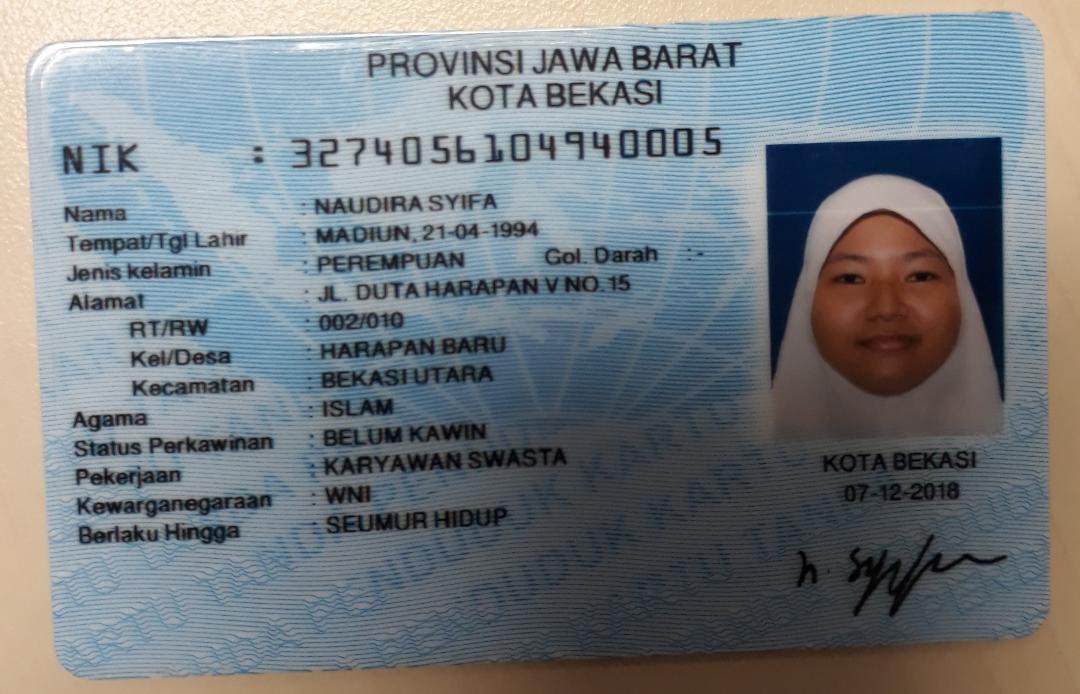 PROVINSI JAWA BARAT
KOTA BEKASI
NIK : 3274056104940005
Nama : NAUDIRA SYIFA
Tempat/Tgl Lahir : MADIUN, 21-04-1994
Jenis kelamin : PEREMPUAN Gol. Darah :-
Alamat : JL. DUTA HARAPAN V NO.15
RT/RW : 002/010
Kel/Desa : HARAPAN BARU
Kecamatan : BEKASI UTARA
Agama : ISLAM
Status Perkawinan : BELUM KAWIN
Pekerjaan : KARYAWAN SWASTA
Kewarganegaraan : WNI
Berlaku Hingga : SEUMUR HIDUP
KOTA BEKASI
07-12-2018